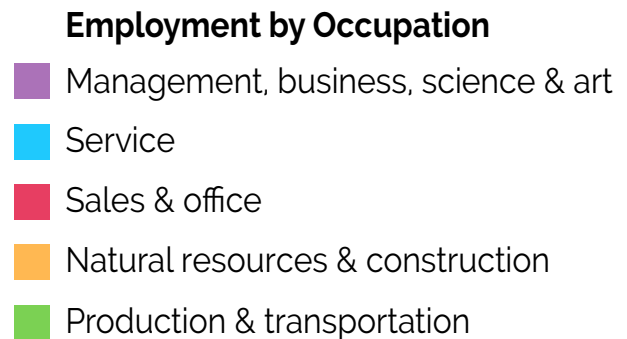 Employment by Occupation
Management, business, science & art
Service
Sales & office
Natural resources & construction
Production & transportation